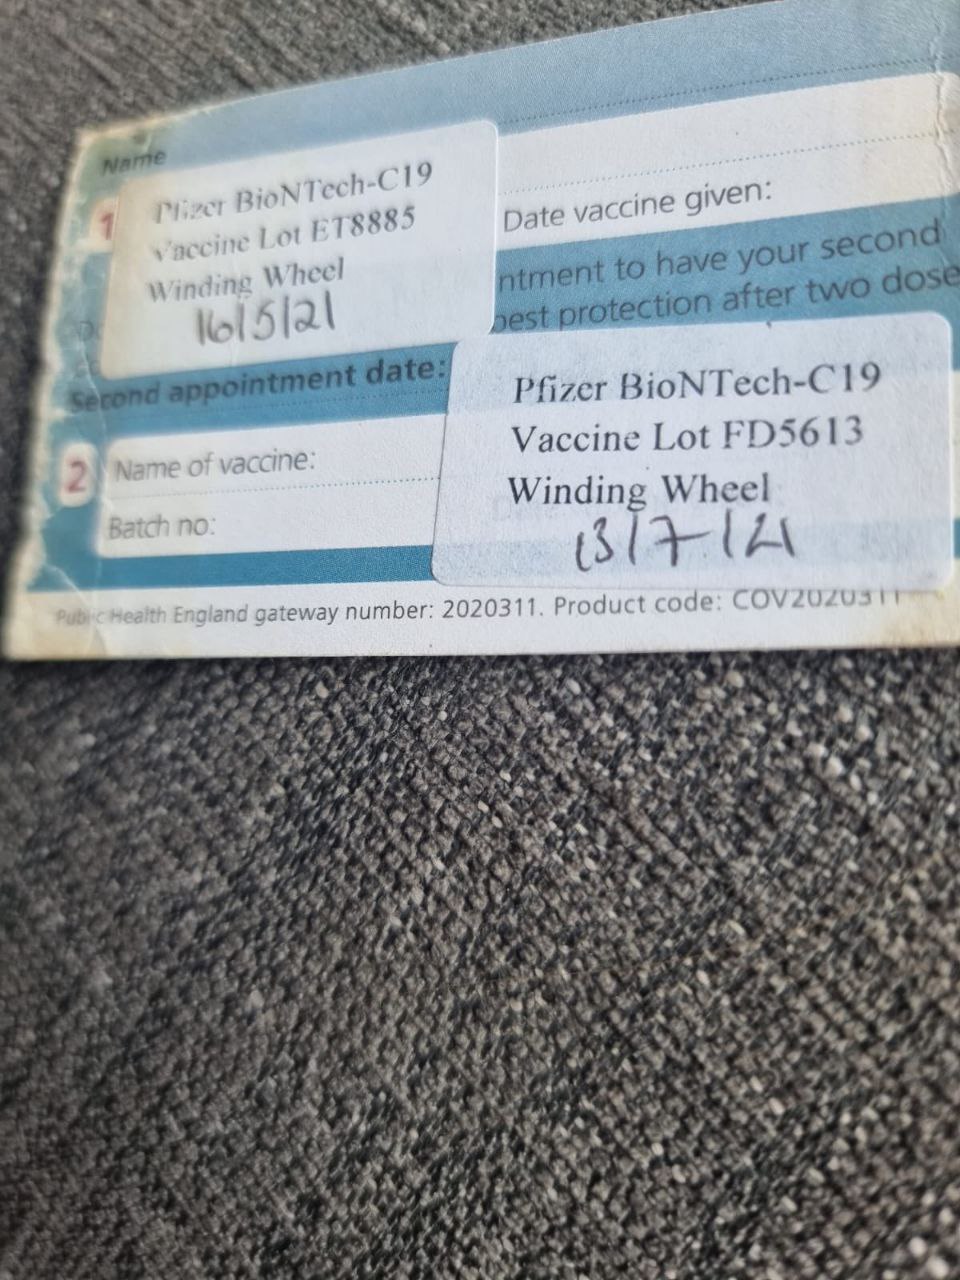 Name
1
Pfizer BioNTech-C19
Vaccine Lot ET8885
Winding Wheel
16/5/21
Date vaccine given:
ntment to have your second
best protection after two dose
Second appointment date:
2
Name of vaccine:
Batch no:
Pfizer BioNTech-C19
Vaccine Lot FD5613
Winding Wheel
13/7/21
Public Health England gateway number: 2020311. Product code: COV2020311